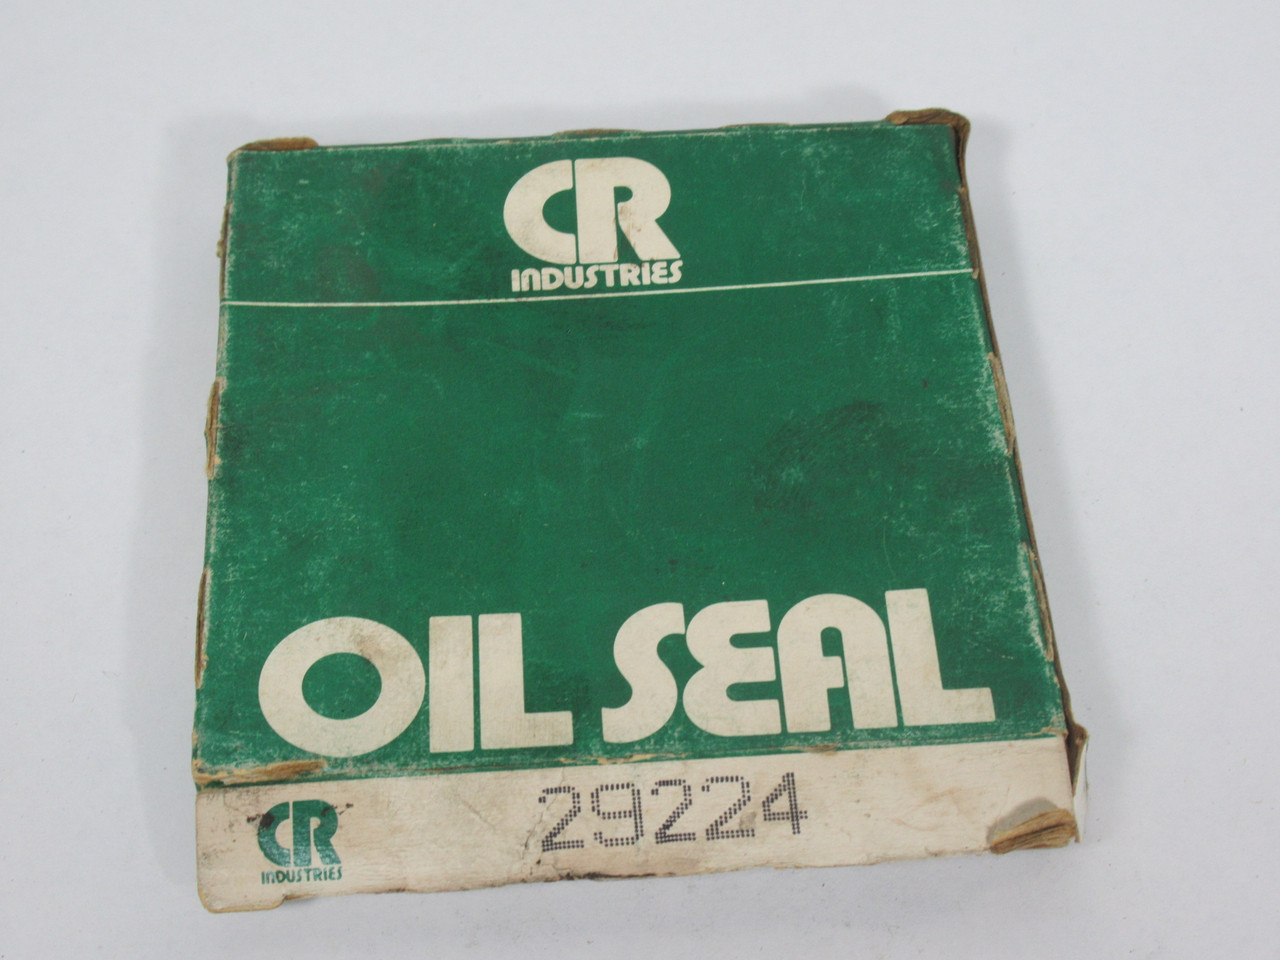 CR
INDUSTRIES
OIL SEAL
CR
INDUSTRIES
29224